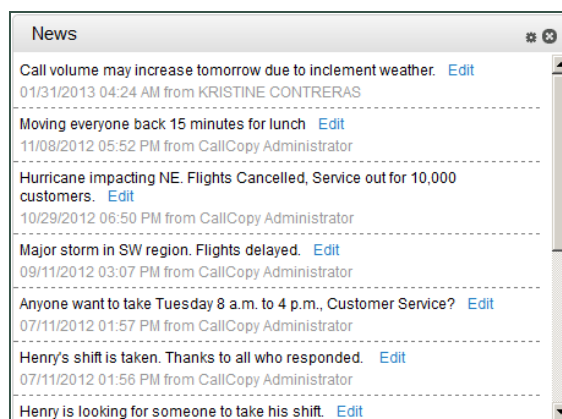 News
Call volume may increase tomorrow due to inclement weather. Edit
01/31/2013 04:24 AM from KRISTINE CONTRERAS
Moving everyone back 15 minutes for lunch Edit
11/08/2012 05:52 PM from CallCopy Administrator
Hurricane impacting NE. Flights Cancelled, Service out for 10,000
customers. Edit
10/29/2012 06:50 PM from CallCopy Administrator
Major storm in SW region. Flights delayed. Edit
09/11/2012 03:07 PM from CallCopy Administrator
Anyone want to take Tuesday 8 a.m. to 4 p.m., Customer Service? Edit
07/11/2012 01:57 PM from CallCopy Administrator
Henry's shift is taken. Thanks to all who responded. Edit
07/11/2012 01:56 PM from CallCopy Administrator
Henry is looking for someone to take his shift. Edit